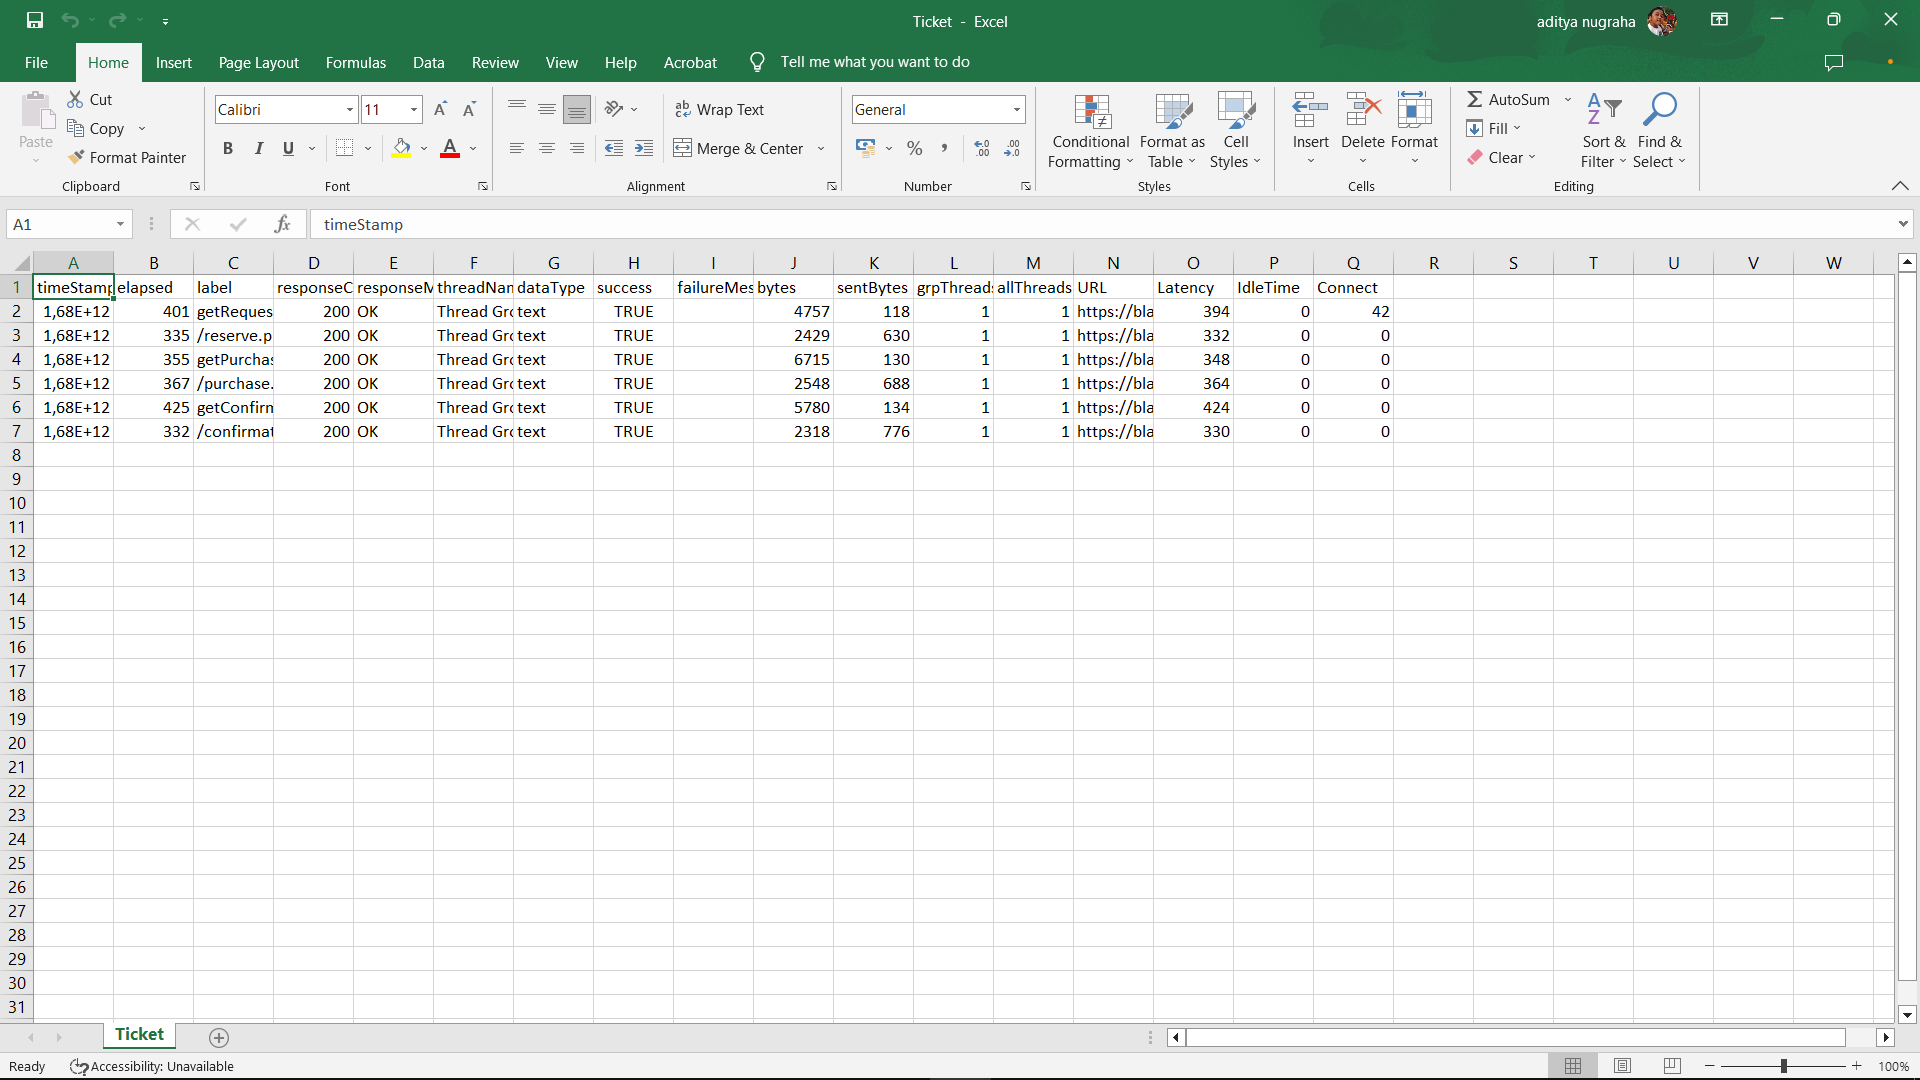 Ticket - Excel
aditya nugraha
File Home Insert Page Layout Formulas Data Review View Help Acrobat Tell me what you want to do
Paste
Cut
Copy
Format Painter
Clipboard
Calibri 11
B I U
Font
Wrap Text
Merge & Center
Alignment
General
Number
Conditional Formatting
Format as Table
Cell Styles
Styles
Insert Delete Format
Cells
AutoSum
Fill
Clear
Sort & Filter
Find & Select
Editing
A1 fx timeStamp
A B C D E F G H I J K L M N O P Q R S T U V W
1 timeStamp elapsed label responseC responseM threadNan dataType success failureMes bytes sentBytes grpThreads allThreads URL Latency IdleTime Connect
2 1,68E+12 401 getReques 200 OK Thread Gro text TRUE 4757 118 1 1 https://bla 394 0 42
3 1,68E+12 335 /reserve.p 200 OK Thread Gro text TRUE 2429 630 1 1 https://bla 332 0 0
4 1,68E+12 355 getPurchas 200 OK Thread Gro text TRUE 6715 130 1 1 https://bla 348 0 0
5 1,68E+12 367 /purchase. 200 OK Thread Gro text TRUE 2548 688 1 1 https://bla 364 0 0
6 1,68E+12 425 getConfirm 200 OK Thread Gro text TRUE 5780 134 1 1 https://bla 424 0 0
7 1,68E+12 332 /confirmat 200 OK Thread Gro text TRUE 2318 776 1 1 https://bla 330 0 0
8
9
10
11
12
13
14
15
16
17
18
19
20
21
22
23
24
25
26
27
28
29
30
31
Ticket
Ready Accessibility: Unavailable 100%